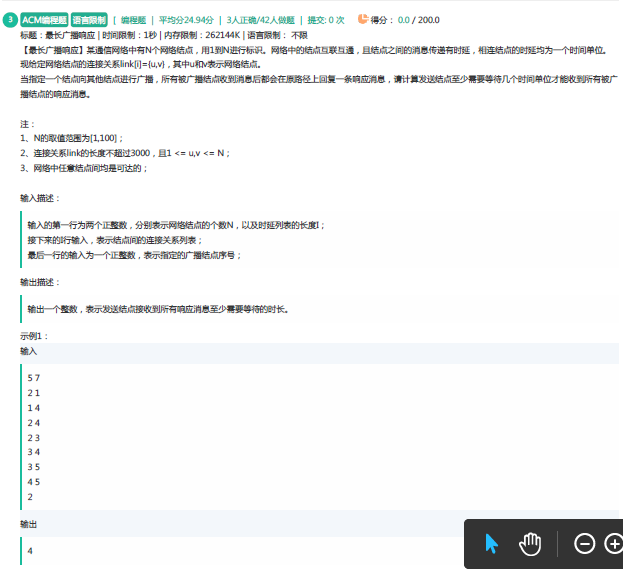 3 ACM编程题 语言限制 | 编程题 | 平均分24.94分 | 3人正确/42人做题 | 提交: 0 次 得分： 0.0 / 200.0
标题：最长广播响应 | 时间限制：1秒 | 内存限制：262144K | 语言限制： 不限
【最长广播响应】某通信网络中有N个网络结点，用1到N进行标识。网络中的结点互联互通，且结点之间的消息传递有时延，相连结点的时延均为一个时间单位。
现给定网络结点的连接关系link[i]={u,v}，其中u和v表示网络结点。
当指定一个结点向其他结点进行广播，所有被广播结点收到消息后都会在原路径上回复一条响应消息，请计算发送结点至少需要等待几个时间单位才能收到所有被广
播结点的响应消息。
注：
1、N的取值范围为[1,100]；
2、连接关系link的长度不超过3000，且1 <= u,v <= N；
3、网络中任意结点间均是可达的；
输入描述：
输入的第一行为两个正整数，分别表示网络结点的个数N，以及时延列表的长度I；
接下来的I行输入，表示结点间的连接关系列表；
最后一行的输入为一个正整数，表示指定的广播结点序号；
输出描述：
输出一个整数，表示发送结点接收到所有响应消息至少需要等待的时长。
示例1：
输入
5 7
2 1
1 4
2 4
2 3
3 4
3 5
4 5
2
输出
4